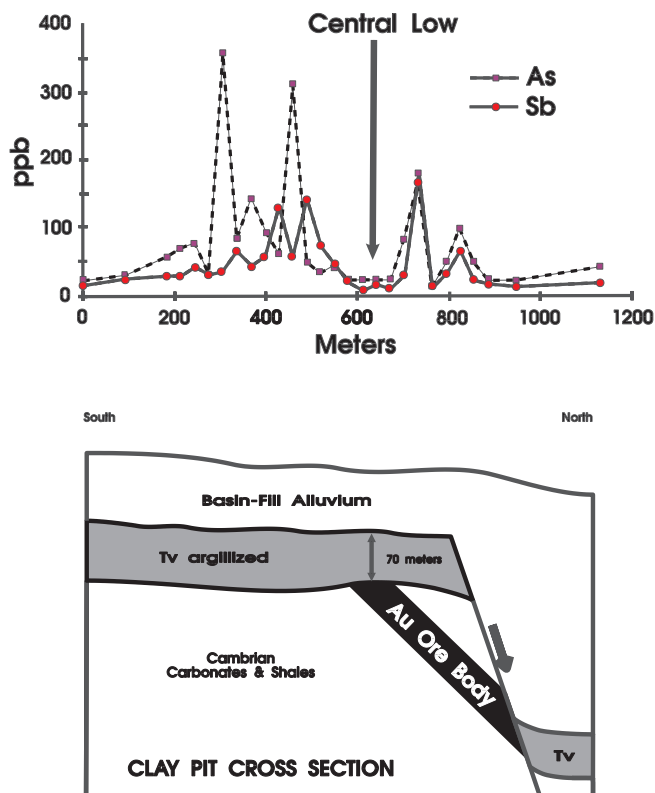 Central Low
400
300
200
100
0
ppb
As
Sb
0 200 400 600 800 1000 1200
Meters
South North
Basin-Fill Alluvium
Tv argillized
70 meters
Au Ore Body
Cambrian
Carbonates & Shales
Tv
CLAY PIT CROSS SECTION